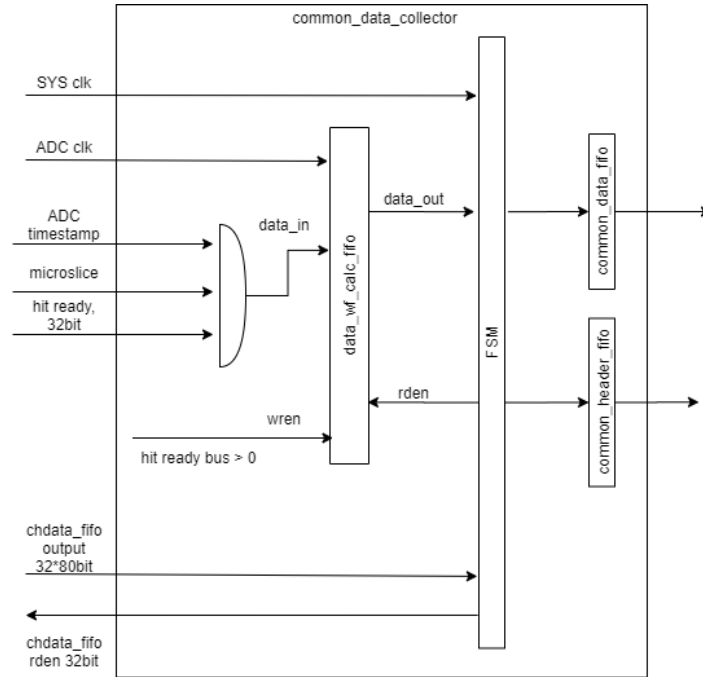 common_data_collector
SYS clk
ADC clk
ADC
timestamp
microslice
hit ready,
32bit
data_in
data_wf_calc_fifo
data_out
FSM
common_data_fifo
rden
common_header_fifo
wren
hit ready bus > 0
chdata_fifo
output
32*80bit
chdata_fifo
rden 32bit